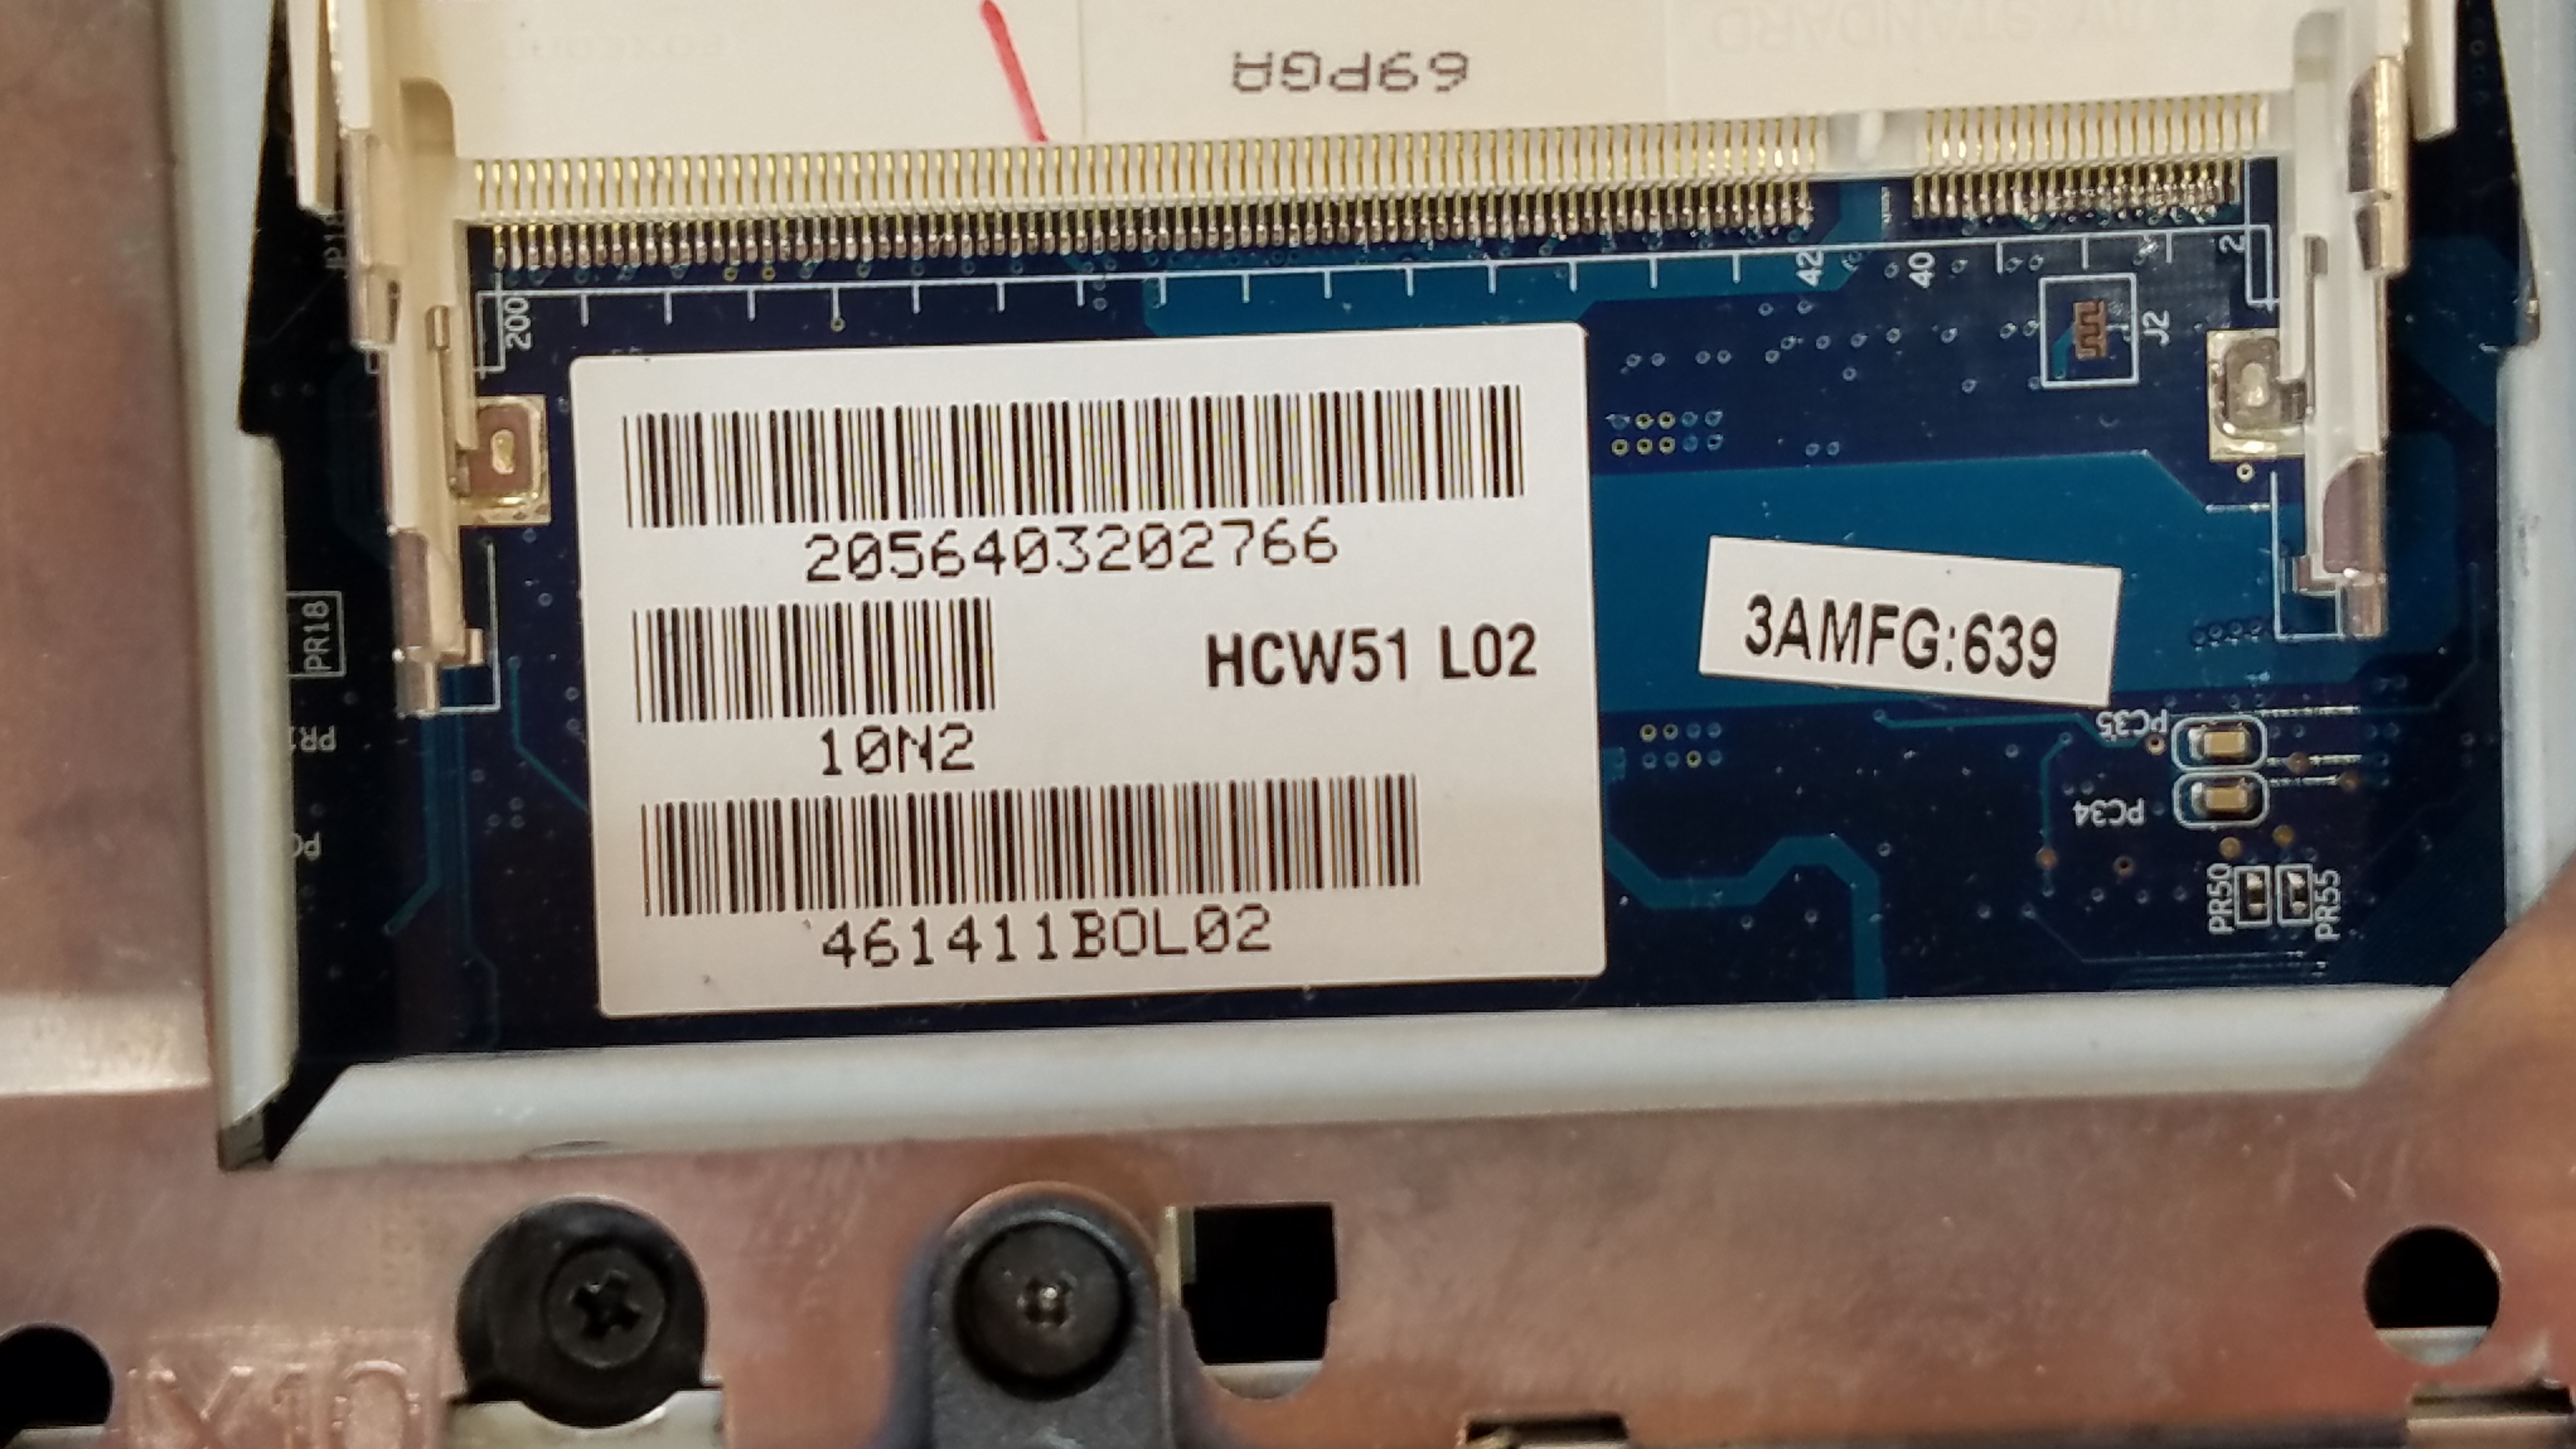 69PGA
200
42
40
2
J2
2056403202766
10N2
HCW51 L02
461411BOL02
3AMFG:639
PR18
PC35
PC34
PR50
PR55